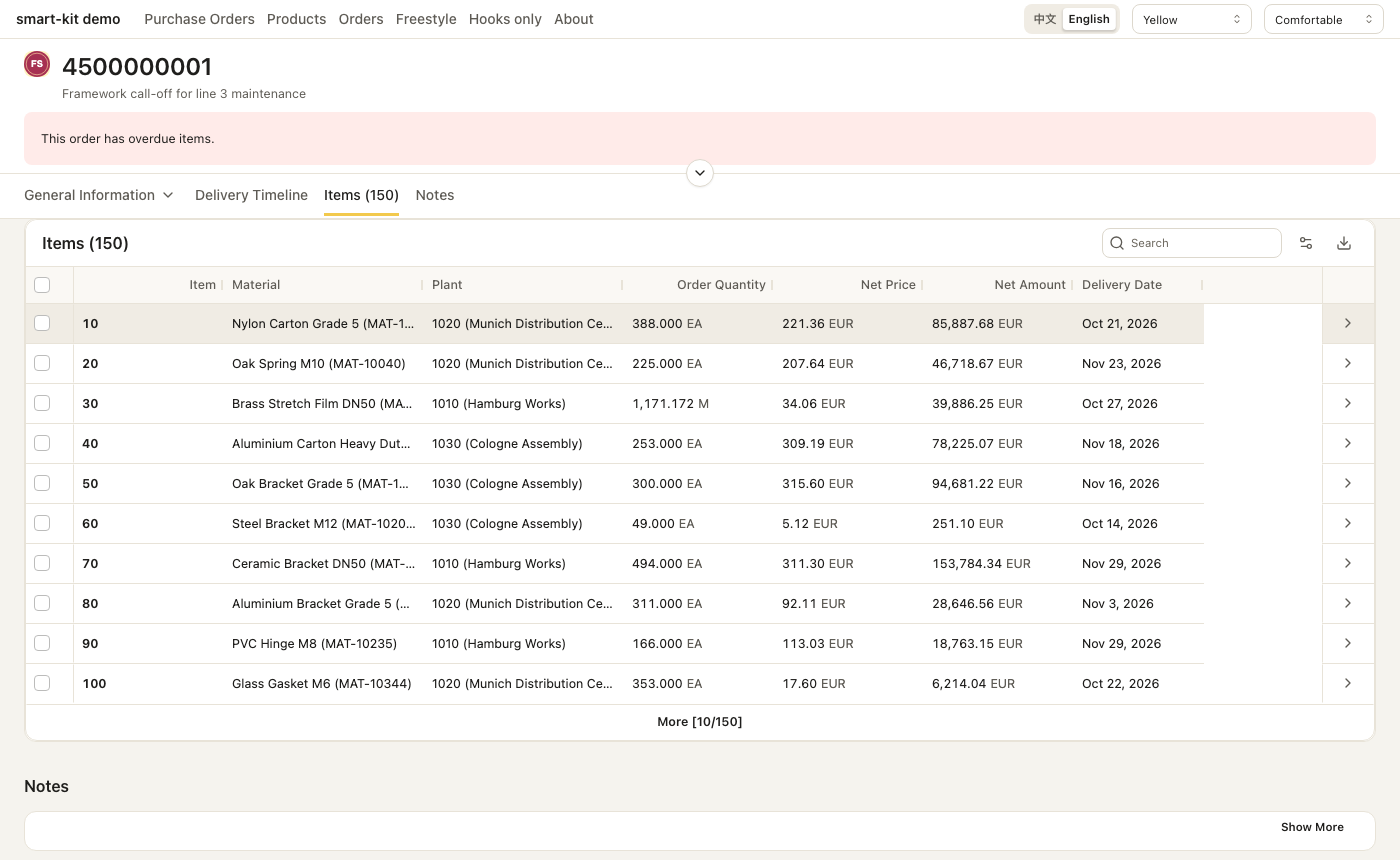 smart-kit demo Purchase Orders Products Orders Freestyle Hooks only About 中文 English Yellow Comfortable
FS 4500000001
Framework call-off for line 3 maintenance
This order has overdue items.
General Information Delivery Timeline Items (150) Notes
Items (150) Search
Item Material Plant Order Quantity Net Price Net Amount Delivery Date
10 Nylon Carton Grade 5 (MAT-1... 1020 (Munich Distribution Ce... 388.000 EA 221.36 EUR 85,887.68 EUR Oct 21, 2026
20 Oak Spring M10 (MAT-10040) 1020 (Munich Distribution Ce... 225.000 EA 207.64 EUR 46,718.67 EUR Nov 23, 2026
30 Brass Stretch Film DN50 (MA... 1010 (Hamburg Works) 1,171.172 M 34.06 EUR 39,886.25 EUR Oct 27, 2026
40 Aluminium Carton Heavy Dut... 1030 (Cologne Assembly) 253.000 EA 309.19 EUR 78,225.07 EUR Nov 18, 2026
50 Oak Bracket Grade 5 (MAT-1... 1030 (Cologne Assembly) 300.000 EA 315.60 EUR 94,681.22 EUR Nov 16, 2026
60 Steel Bracket M12 (MAT-1020... 1030 (Cologne Assembly) 49.000 EA 5.12 EUR 251.10 EUR Oct 14, 2026
70 Ceramic Bracket DN50 (MAT-... 1010 (Hamburg Works) 494.000 EA 311.30 EUR 153,784.34 EUR Nov 29, 2026
80 Aluminium Bracket Grade 5 (... 1020 (Munich Distribution Ce... 311.000 EA 92.11 EUR 28,646.56 EUR Nov 3, 2026
90 PVC Hinge M8 (MAT-10235) 1010 (Hamburg Works) 166.000 EA 113.03 EUR 18,763.15 EUR Nov 29, 2026
100 Glass Gasket M6 (MAT-10344) 1020 (Munich Distribution Ce... 353.000 EA 17.60 EUR 6,214.04 EUR Oct 22, 2026
More [10/150]
Notes
Show More